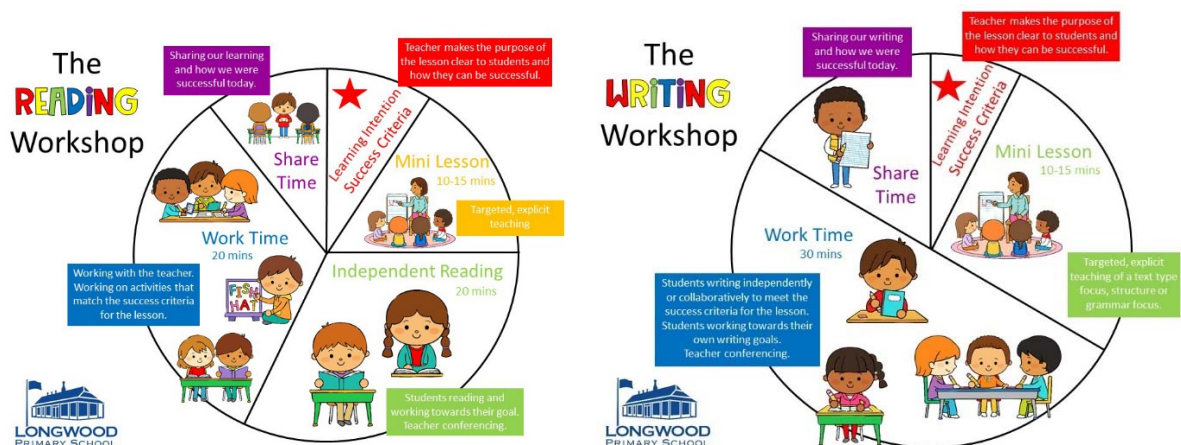 The
READING
Workshop
Sharing our learning
and how we were
successful today.
Teacher makes the purpose of
the lesson clear to students and
how they can be successful.
Learning Intention
Success Criteria
Mini Lesson
10-15 mins
Targeted, explicit
teaching
Independent Reading
20 mins
Students reading and
working towards their goal.
Teacher conferencing.
Work Time
20 mins
Working with the teacher.
Working on activities that
match the success criteria
for the lesson.
FISH
HAT
Share
Time
LONGWOOD
PRIMARY SCHOOL
The
WRITING
Workshop
Sharing our writing
and how we were
successful today.
Teacher makes the purpose of
the lesson clear to students and
how they can be successful.
Learning Intention
Success Criteria
Mini Lesson
10-15 mins
Targeted, explicit
teaching of a text type
focus, structure or
grammar focus.
Work Time
30 mins
Students writing independently
or collaboratively to meet the
success criteria for the lesson.
Students working towards their
own writing goals.
Teacher conferencing.
Share
Time
LONGWOOD
PRIMARY SCHOOL